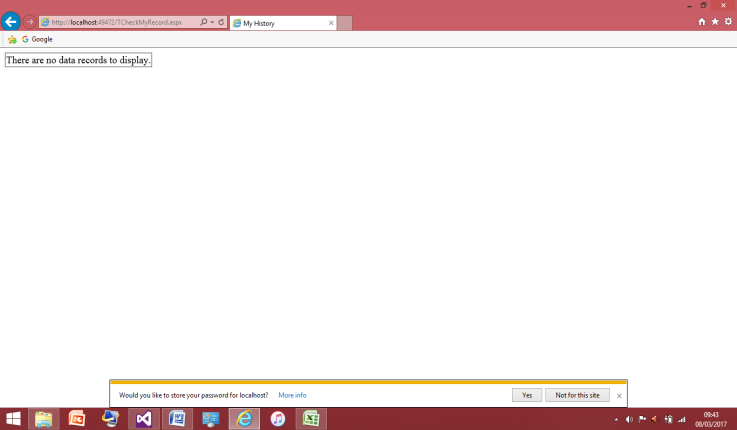 http://localhost:49472/TCheckMyRecord.aspx
My History
Google
There are no data records to display.
Would you like to store your password for localhost? More info Yes Not for this site
09:43
08/03/2017